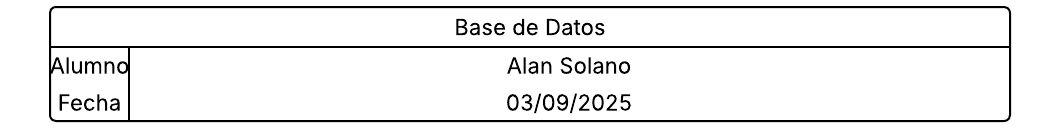 Base de Datos
Alumno Alan Solano
Fecha 03/09/2025